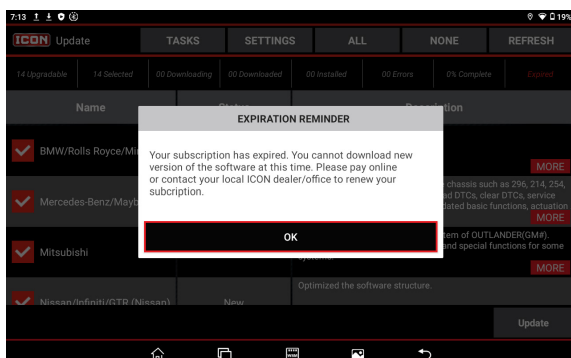 7:13
19%
ICON Update
TASKS
SETTINGS
ALL
NONE
REFRESH
14 Upgradable
14 Selected
00 Downloading
00 Downloaded
00 Installed
00 Errors
0% Complete
Expired
Name
EXPIRATION REMINDER
Your subscription has expired. You cannot download new
version of the software at this time. Please pay online
or contact your local ICON dealer/office to renew your
subcription.
OK
BMW/Rolls Royce/Mi
MORE
Mercedes-Benz/Mayb
chassis such as 296, 214, 254,
ad DTCs, clear DTCs, service
dated basic functions, actuation
MORE
Mitsubishi
tem of OUTLANDER(GM#).
and special functions for some
MORE
Nissan/Infiniti/GTR (Nissan)
New
Optimized the software structure.
Update